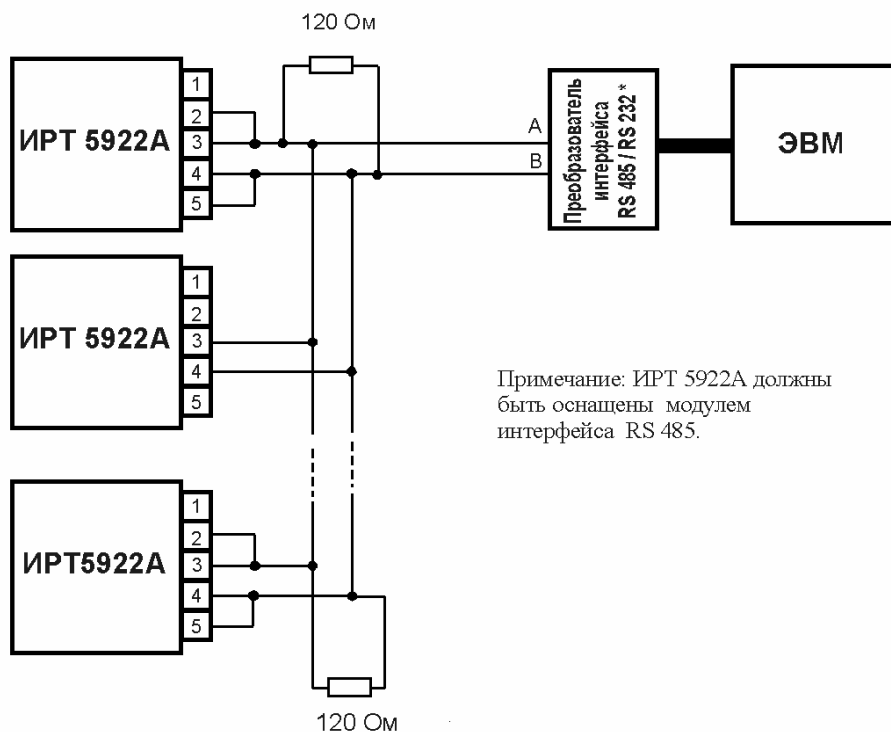 120 Ом
ИРТ 5922А
1
2
3
4
5
А
В
Преобразователь
интерфейса
RS 485 / RS 232 *
ЭВМ
ИРТ 5922А
1
2
3
4
5
Примечание: ИРТ 5922А должны
быть оснащены модулем
интерфейса RS 485.
ИРТ5922А
1
2
3
4
5
120 Ом